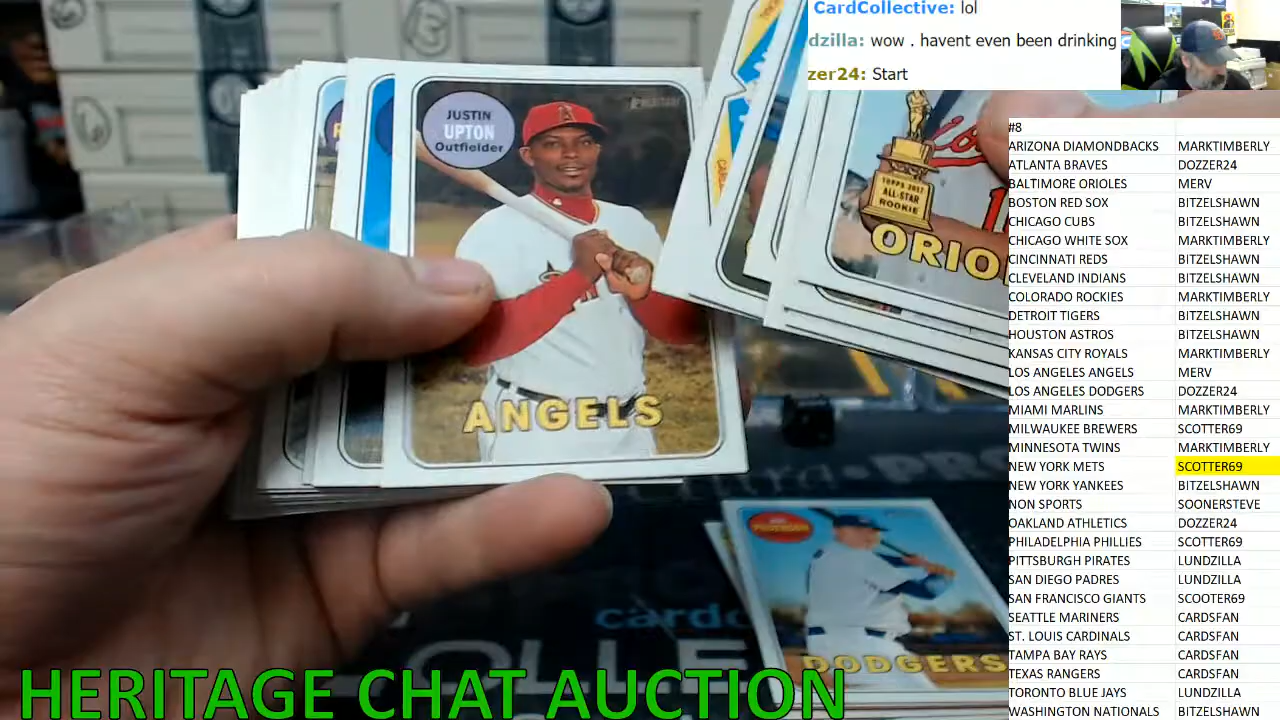 CardCollective: lol
dzilla: wow . havent even been drinking
zer24: Start
JUSTIN
UPTON
Outfielder
ANGELS
TOPPS 2017
ALL-STAR
ROOKIE
ORIO
DODGERS
HERITAGE CHAT AUCTION
#8
ARIZONA DIAMONDBACKS MARKTIMBERLY
ATLANTA BRAVES DOZZER24
BALTIMORE ORIOLES MERV
BOSTON RED SOX BITZELSHAWN
CHICAGO CUBS BITZELSHAWN
CHICAGO WHITE SOX MARKTIMBERLY
CINCINNATI REDS BITZELSHAWN
CLEVELAND INDIANS BITZELSHAWN
COLORADO ROCKIES MARKTIMBERLY
DETROIT TIGERS BITZELSHAWN
HOUSTON ASTROS BITZELSHAWN
KANSAS CITY ROYALS MARKTIMBERLY
LOS ANGELES ANGELS MERV
LOS ANGELES DODGERS DOZZER24
MIAMI MARLINS MARKTIMBERLY
MILWAUKEE BREWERS SCOTTER69
MINNESOTA TWINS MARKTIMBERLY
NEW YORK METS SCOTTER69
NEW YORK YANKEES BITZELSHAWN
NON SPORTS SOONERSTEVE
OAKLAND ATHLETICS DOZZER24
PHILADELPHIA PHILLIES SCOTTER69
PITTSBURGH PIRATES LUNDZILLA
SAN DIEGO PADRES LUNDZILLA
SAN FRANCISCO GIANTS SCOOTER69
SEATTLE MARINERS CARDSFAN
ST. LOUIS CARDINALS CARDSFAN
TAMPA BAY RAYS CARDSFAN
TEXAS RANGERS CARDSFAN
TORONTO BLUE JAYS LUNDZILLA
WASHINGTON NATIONALS BITZELSHAWN